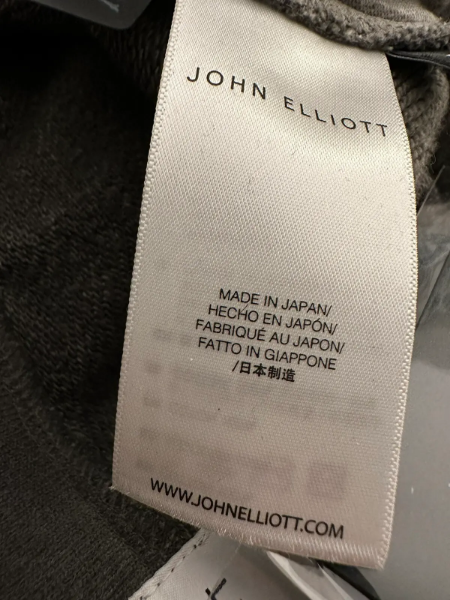 JOHN ELLIOTT
MADE IN JAPAN/
HECHO EN JAPÓN/
FABRIQUÉ AU JAPON/
FATTO IN GIAPPONE
/日本制造
WWW.JOHNELLIOTT.COM